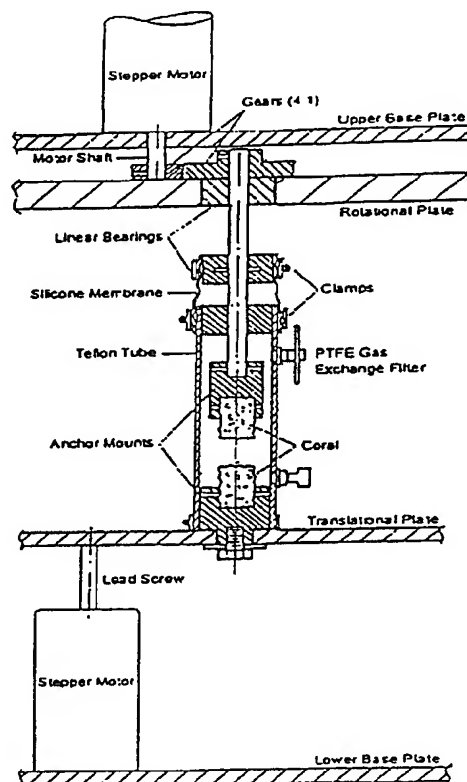 Stepper Motor
Gears (4:1)
Upper Base Plate
Motor Shaft
Rotational Plate
Linear Bearings
Silicone Membrane
Clamps
Teflon Tube
PTFE Gas
Exchange Filter
Anchor Mounts
Coral
Translational Plate
Lead Screw
Stepper Motor
Lower Base Plate